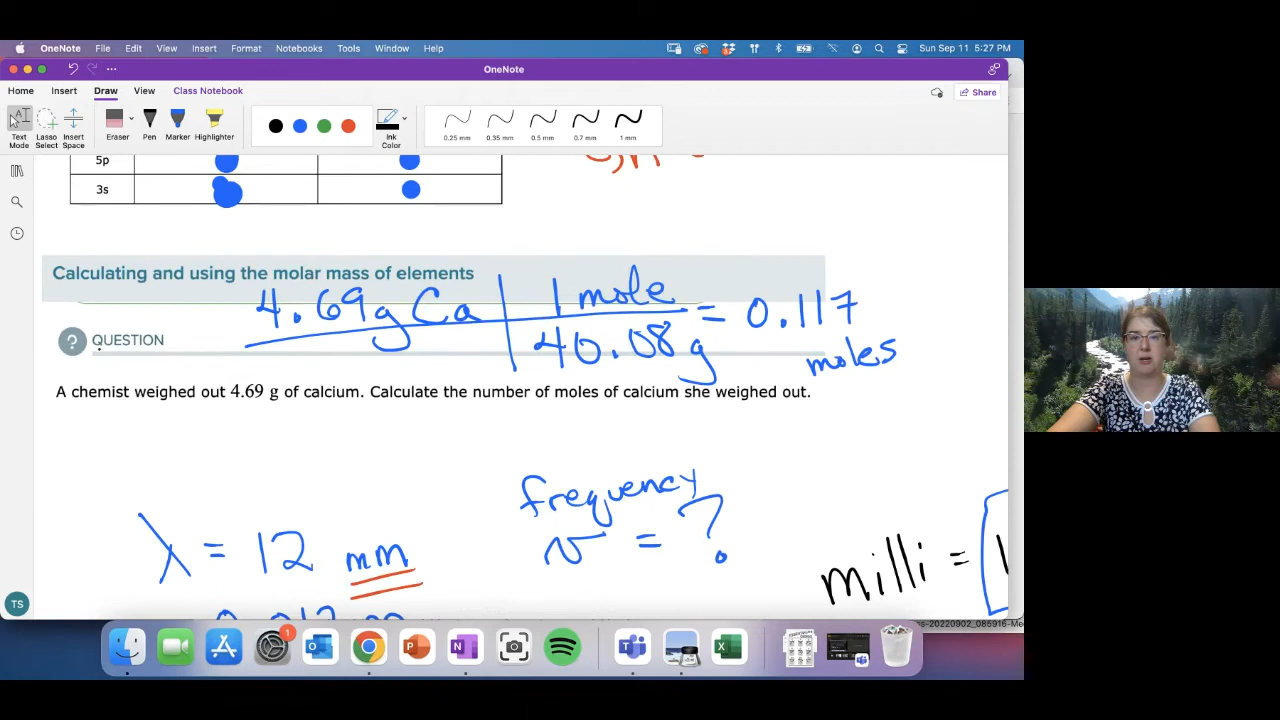 OneNote File Edit View Insert Format Notebooks Tools Window Help Sun Sep 11 5:27 PM
OneNote
Home Insert Draw View Class Notebook Share
Text Mode Lasso Select Insert Space Eraser Pen Marker Highlighter Ink Color 0.25 mm 0.35 mm 0.5 mm 0.7 mm 1 mm
5p
3s
Calculating and using the molar mass of elements
4.69g Ca | 1 mole = 0.117
40.08 g moles
? QUESTION
A chemist weighed out 4.69 g of calcium. Calculate the number of moles of calcium she weighed out.
frequency
λ = 12 mm ν = ?
milli =
TS
1